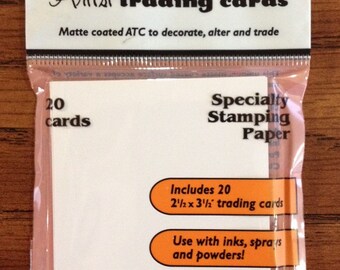 Artist trading cards
Matte coated ATC to decorate, alter and trade
20
cards
Specialty
Stamping
Paper
Includes 20
2½ x 3½" trading cards
Use with inks, sprays
and powders!